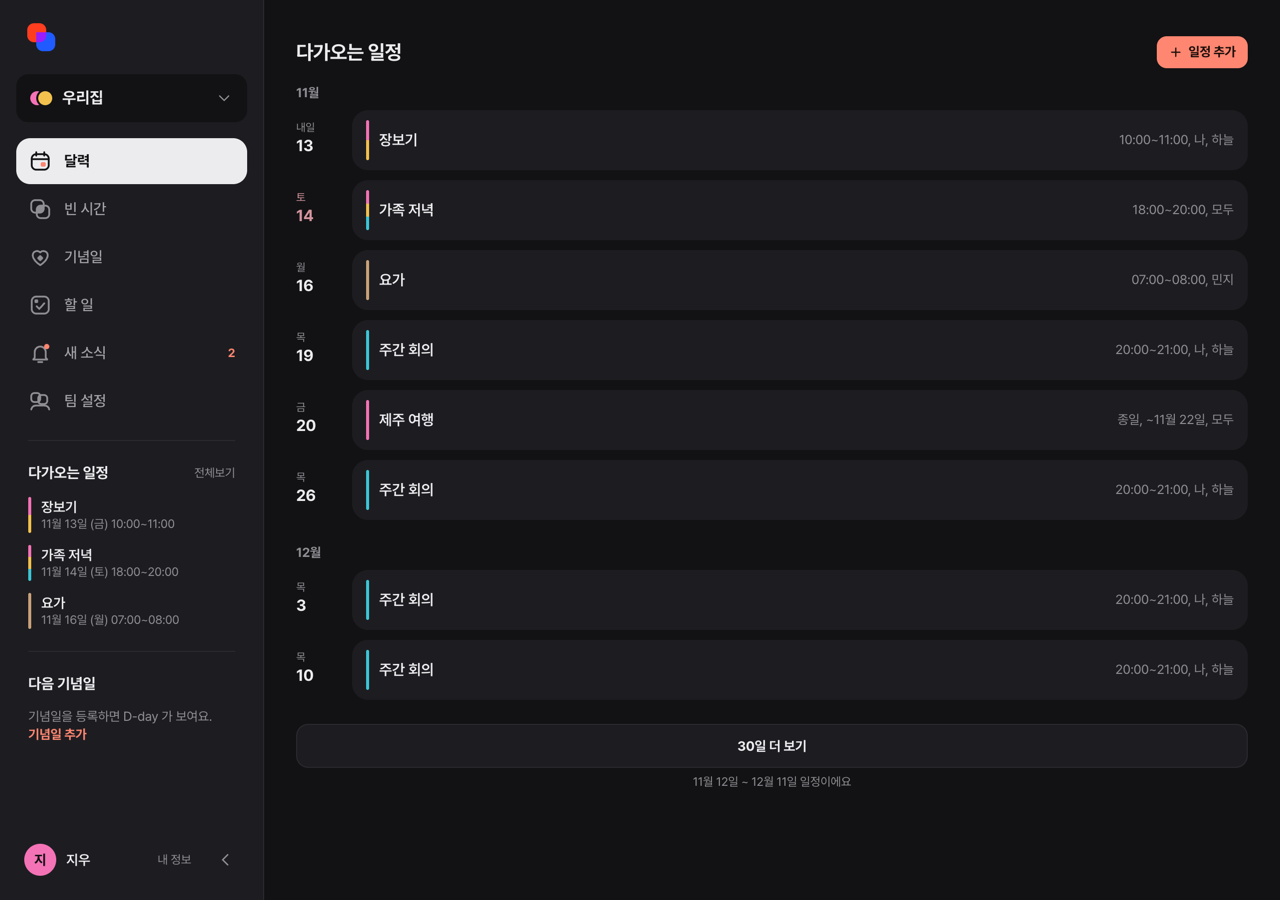 우리집
달력
빈 시간
기념일
할 일
새 소식 2
팀 설정
다가오는 일정 전체보기
장보기
11월 13일 (금) 10:00~11:00
가족 저녁
11월 14일 (토) 18:00~20:00
요가
11월 16일 (월) 07:00~08:00
다음 기념일
기념일을 등록하면 D-day 가 보여요.
기념일 추가
지 지우 내 정보
다가오는 일정
+ 일정 추가
11월
내일
13
장보기
10:00~11:00, 나, 하늘
토
14
가족 저녁
18:00~20:00, 모두
월
16
요가
07:00~08:00, 민지
목
19
주간 회의
20:00~21:00, 나, 하늘
금
20
제주 여행
종일, ~11월 22일, 모두
목
26
주간 회의
20:00~21:00, 나, 하늘
12월
목
3
주간 회의
20:00~21:00, 나, 하늘
목
10
주간 회의
20:00~21:00, 나, 하늘
30일 더 보기
11월 12일 ~ 12월 11일 일정이에요